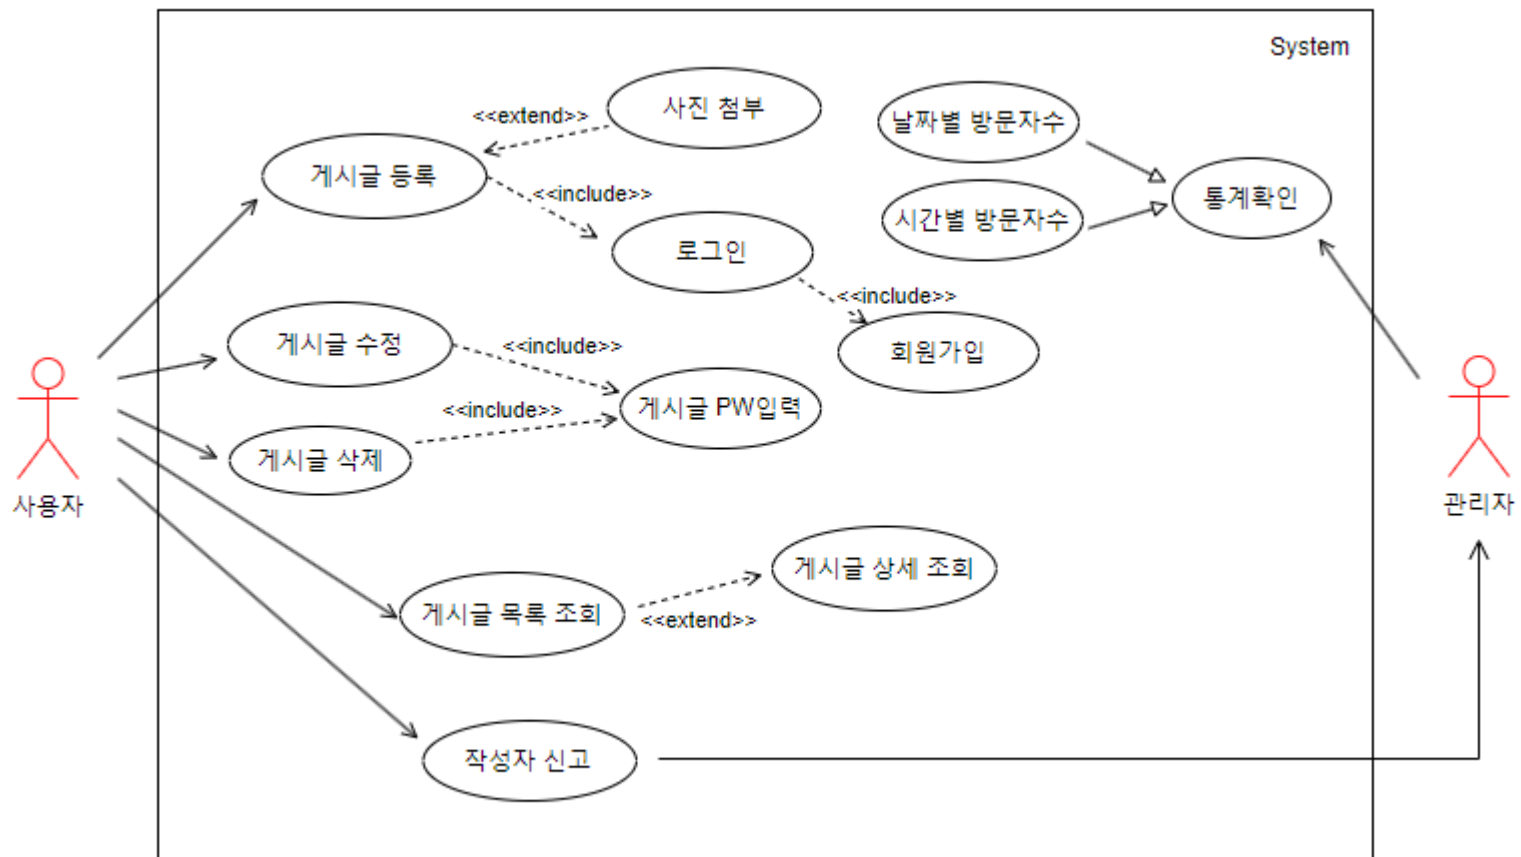 System
사진 첨부
<<extend>>
날짜별 방문자수
게시글 등록
<<include>>
통계확인
시간별 방문자수
로그인
<<include>>
게시글 수정
<<include>>
회원가입
<<include>>
게시글 PW입력
게시글 삭제
사용자
관리자
게시글 상세 조회
게시글 목록 조회
<<extend>>
작성자 신고